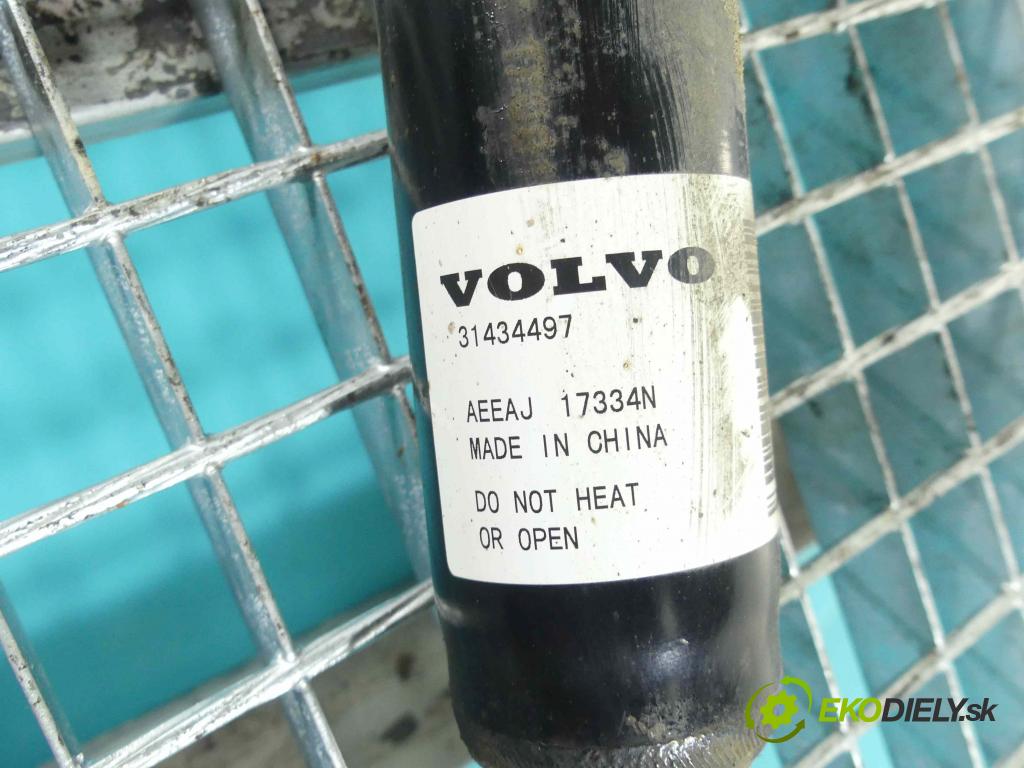 VOLVO
31434497
AEEAJ 17334N
MADE IN CHINA
DO NOT HEAT
OR OPEN
EKODIELY.sk